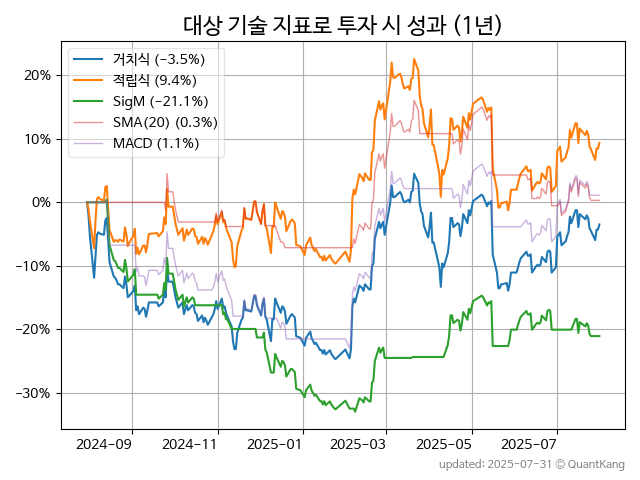 대상 기술 지표로 투자 시 성과 (1년)
거치식 (−3.5%)
적립식 (9.4%)
SigM (−21.1%)
SMA(20) (0.3%)
MACD (1.1%)
20%
10%
0%
−10%
−20%
−30%
2024−09
2024−11
2025−01
2025−03
2025−05
2025−07
updated: 2025-07-31 ⓒ QuantKang